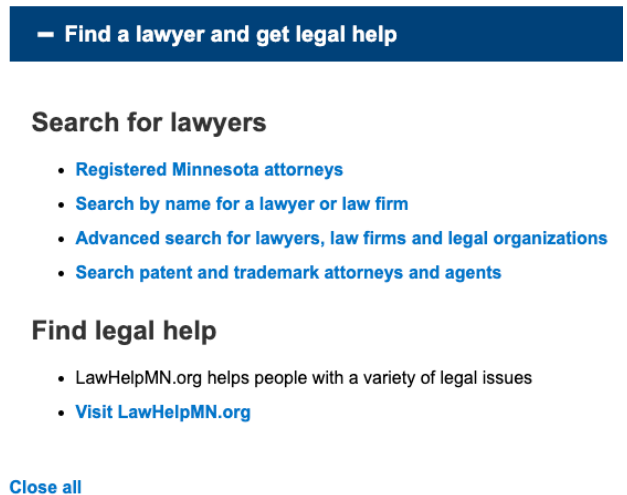 Find a lawyer and get legal help
Search for lawyers
Registered Minnesota attorneys
Search by name for a lawyer or law firm
Advanced search for lawyers, law firms and legal organizations
Search patent and trademark attorneys and agents
Find legal help
LawHelpMN.org helps people with a variety of legal issues
Visit LawHelpMN.org
Close all